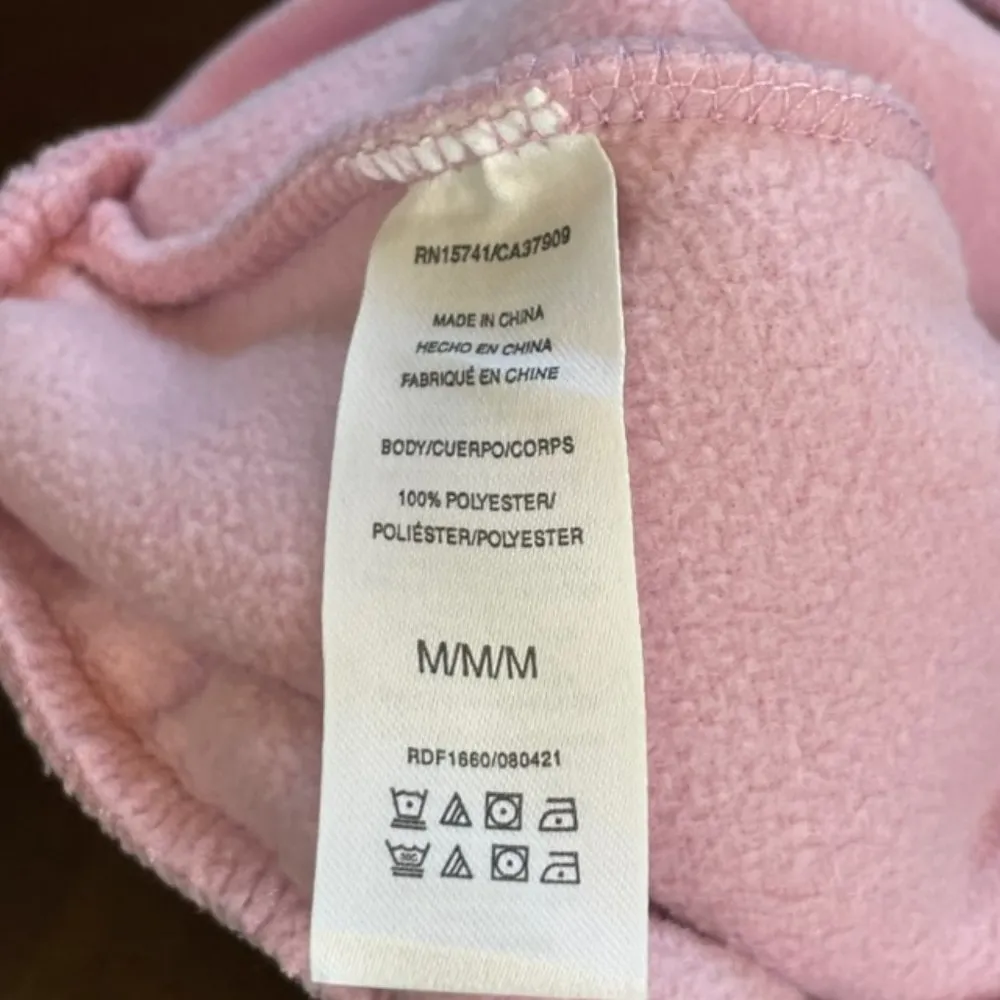 RN15741/CA37909
MADE IN CHINA
HECHO EN CHINA
FABRIQUÉ EN CHINE
BODY/CUERPO/CORPS
100% POLYESTER/
POLIÉSTER/POLYESTER
M/M/M
RDF1660/080421
30C